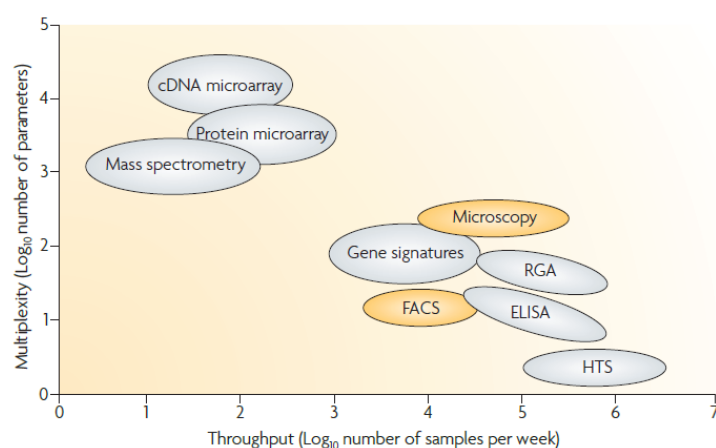 5
cDNA microarray
4
Protein microarray
Mass spectrometry
3
Microscopy
2
Gene signatures
RGA
FACS
ELISA
1
HTS
0
0 1 2 3 4 5 6 7
Multiplexity (Log10 number of parameters)
Throughput (Log10 number of samples per week)